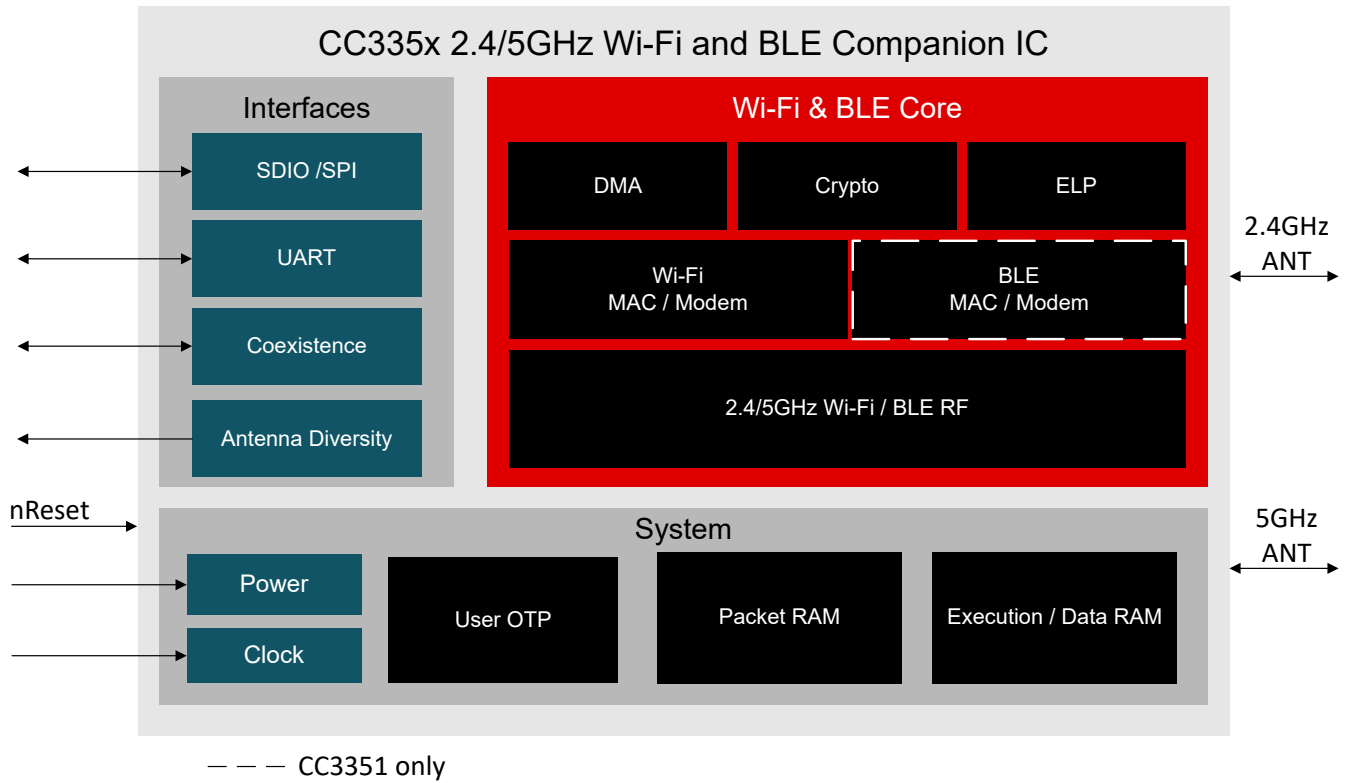 CC335x 2.4/5GHz Wi-Fi and BLE Companion IC
Interfaces
SDIO /SPI
UART
Coexistence
Antenna Diversity
Wi-Fi & BLE Core
DMA
Crypto
ELP
Wi-Fi
MAC / Modem
BLE
MAC / Modem
2.4/5GHz Wi-Fi / BLE RF
2.4GHz
ANT
nReset
5GHz
ANT
System
Power
Clock
User OTP
Packet RAM
Execution / Data RAM
CC3351 only